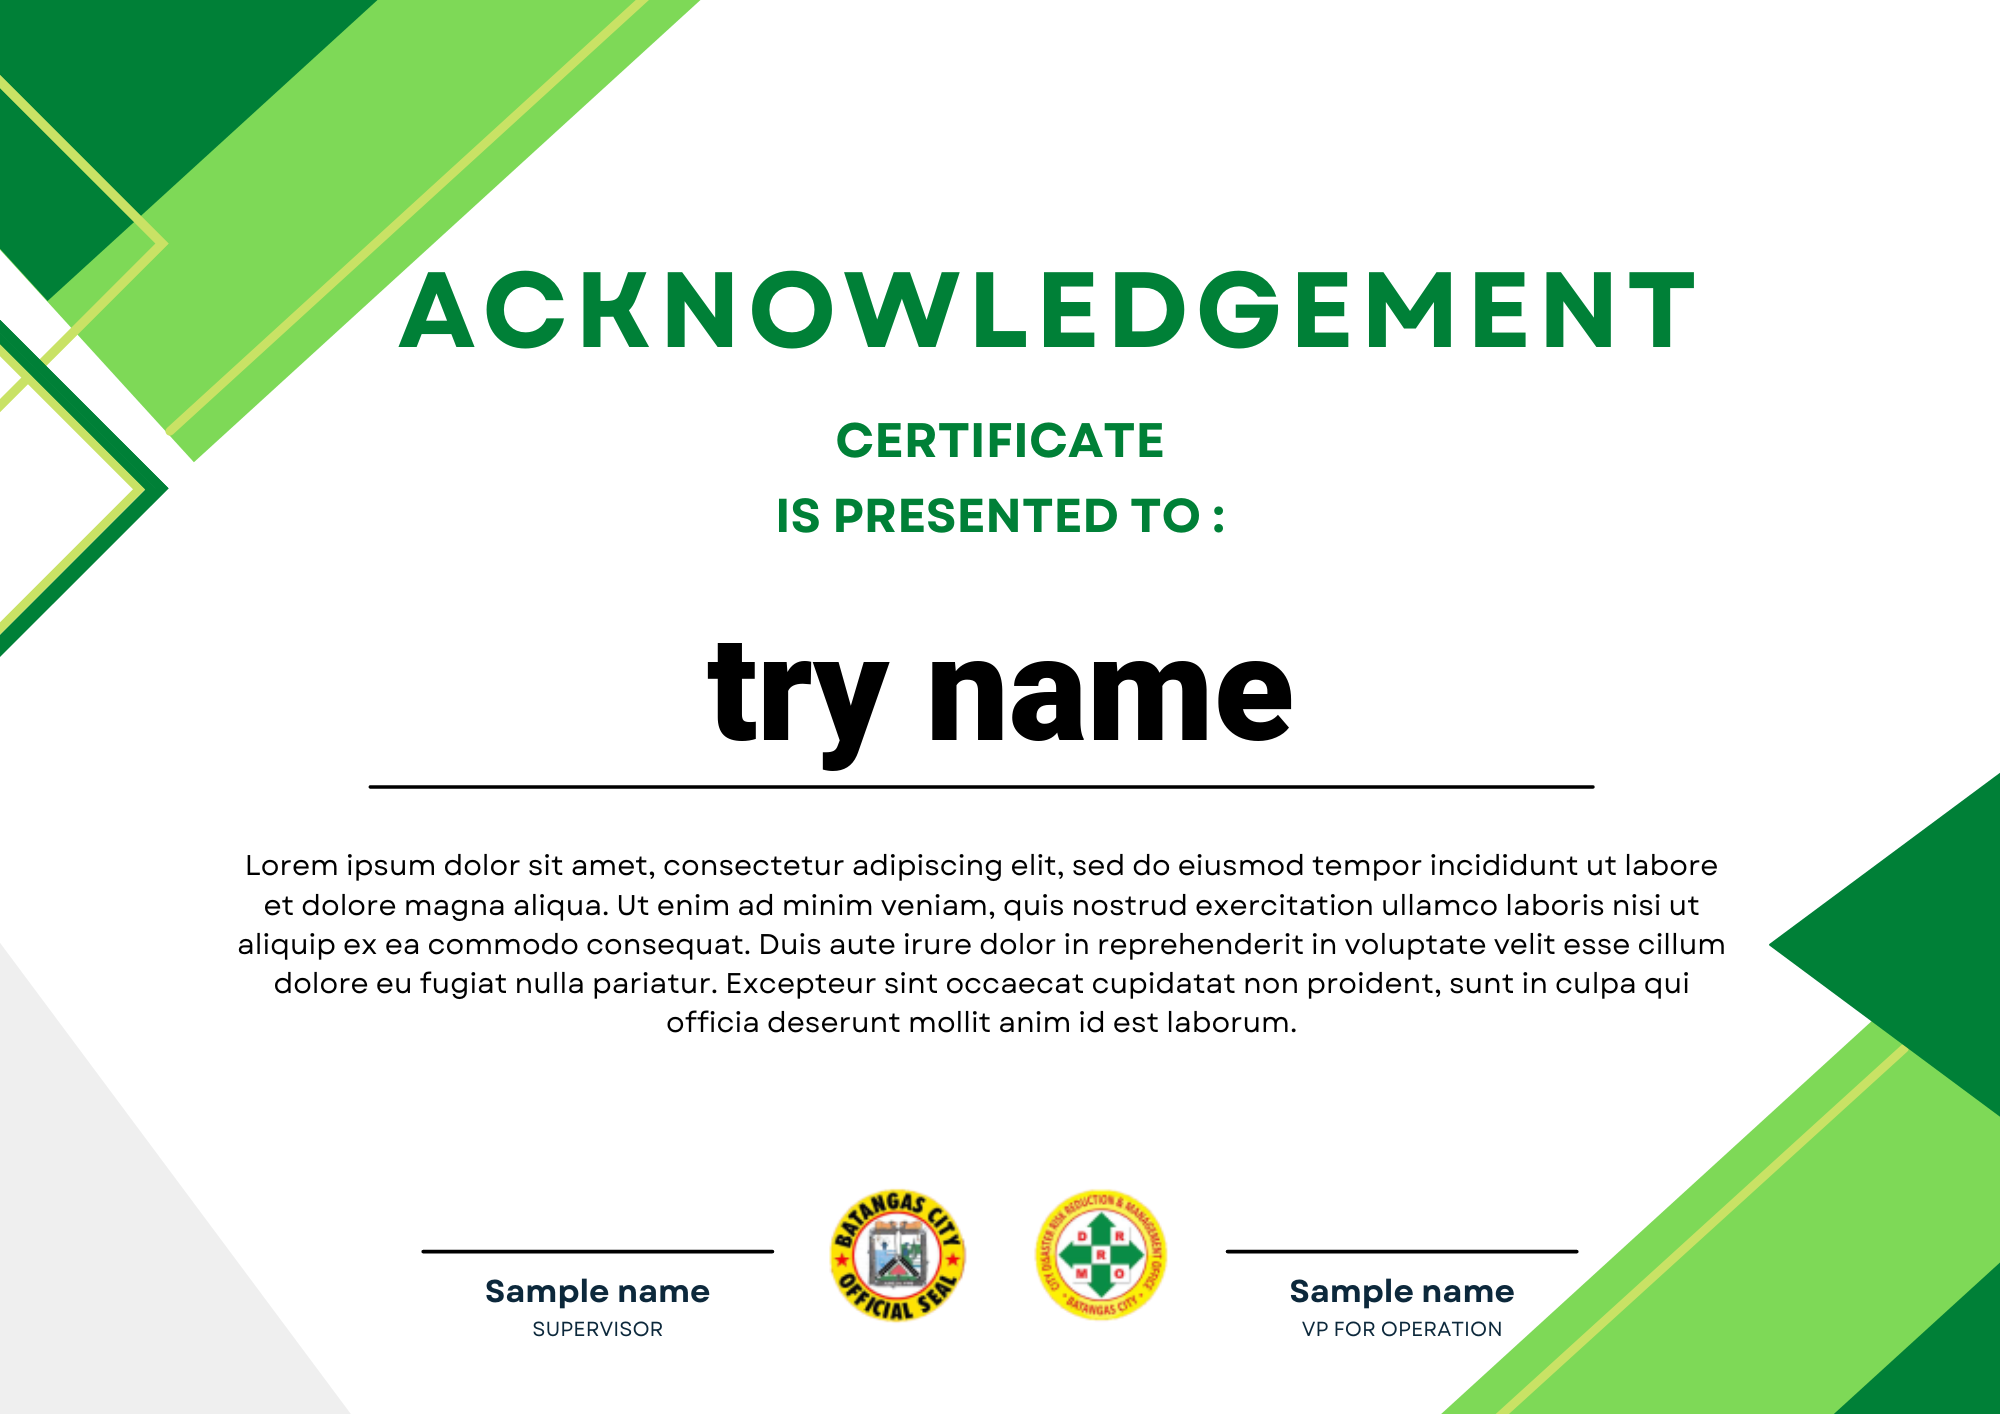 ACKNOWLEDGEMENT
CERTIFICATE
IS PRESENTED TO :
try name
Lorem ipsum dolor sit amet, consectetur adipiscing elit, sed do eiusmod tempor incididunt ut labore
et dolore magna aliqua. Ut enim ad minim veniam, quis nostrud exercitation ullamco laboris nisi ut
aliquip ex ea commodo consequat. Duis aute irure dolor in reprehenderit in voluptate velit esse cillum
dolore eu fugiat nulla pariatur. Excepteur sint occaecat cupidatat non proident, sunt in culpa qui
officia deserunt mollit anim id est laborum.
BATANGAS CITY
OFFICIAL SEAL
CITY DISASTER RISK REDUCTION & MANAGEMENT OFFICE
D R
R
M O
BATANGAS CITY
Sample name
SUPERVISOR
Sample name
VP FOR OPERATION